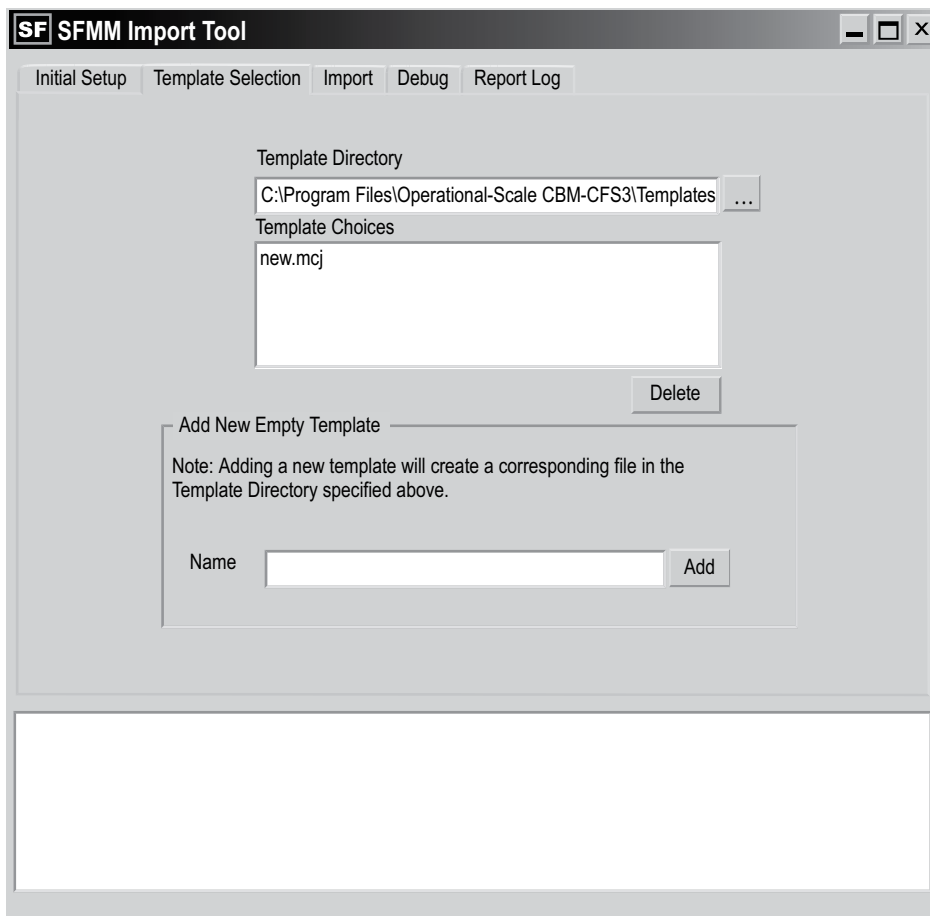 SF SFMM Import Tool
Initial Setup Template Selection Import Debug Report Log
Template Directory
C:\Program Files\Operational-Scale CBM-CFS3\Templates ...
Template Choices
new.mcj
Delete
Add New Empty Template
Note: Adding a new template will create a corresponding file in the
Template Directory specified above.
Name Add